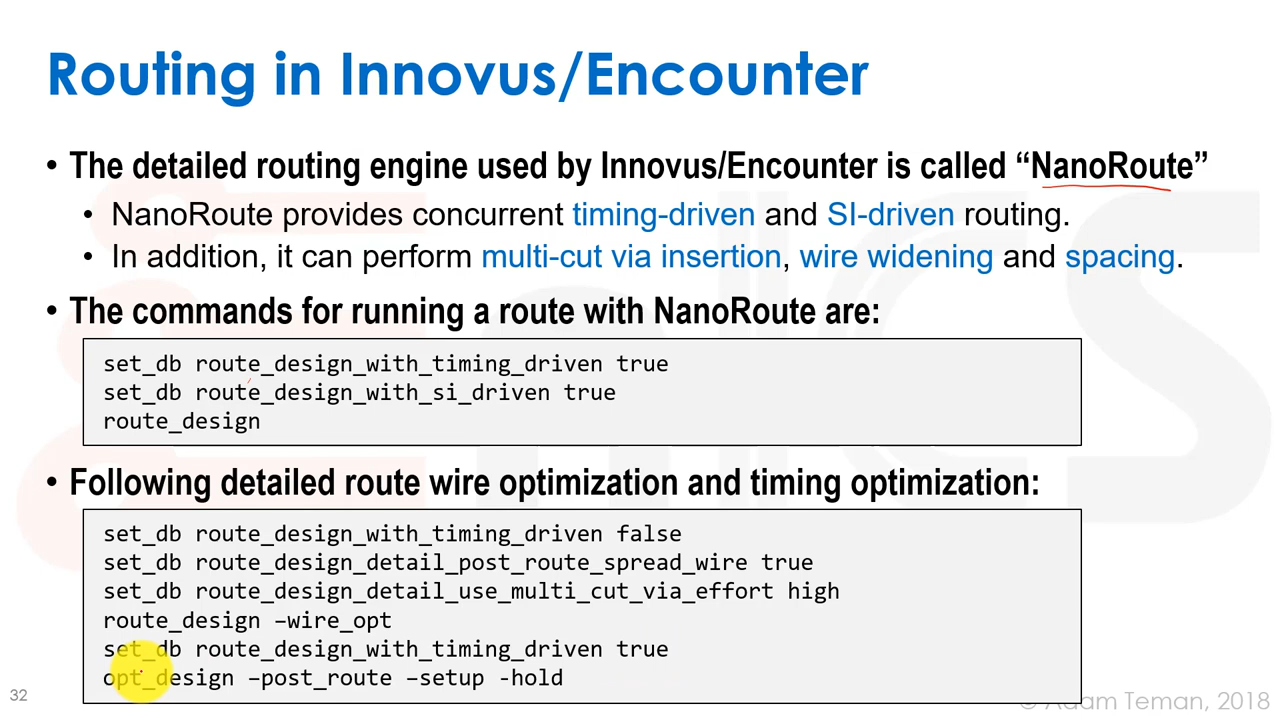 Routing in Innovus/Encounter
• The detailed routing engine used by Innovus/Encounter is called “NanoRoute”
• NanoRoute provides concurrent timing-driven and SI-driven routing.
• In addition, it can perform multi-cut via insertion, wire widening and spacing.
• The commands for running a route with NanoRoute are:
set_db route_design_with_timing_driven true
set_db route_design_with_si_driven true
route_design
• Following detailed route wire optimization and timing optimization:
set_db route_design_with_timing_driven false
set_db route_design_detail_post_route_spread_wire true
set_db route_design_detail_use_multi_cut_via_effort high
route_design –wire_opt
set_db route_design_with_timing_driven true
opt_design –post_route –setup -hold
32
© Adam Teman, 2018